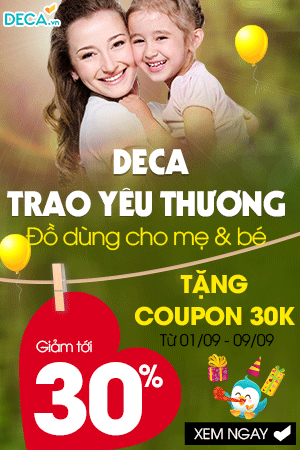 DECA.vn
DECA
TRAO YÊU THƯƠNG
Đồ dùng cho mẹ & bé
TẶNG
COUPON 30K
Từ 01/09 - 09/09
Giảm tới
30%
XEM NGAY